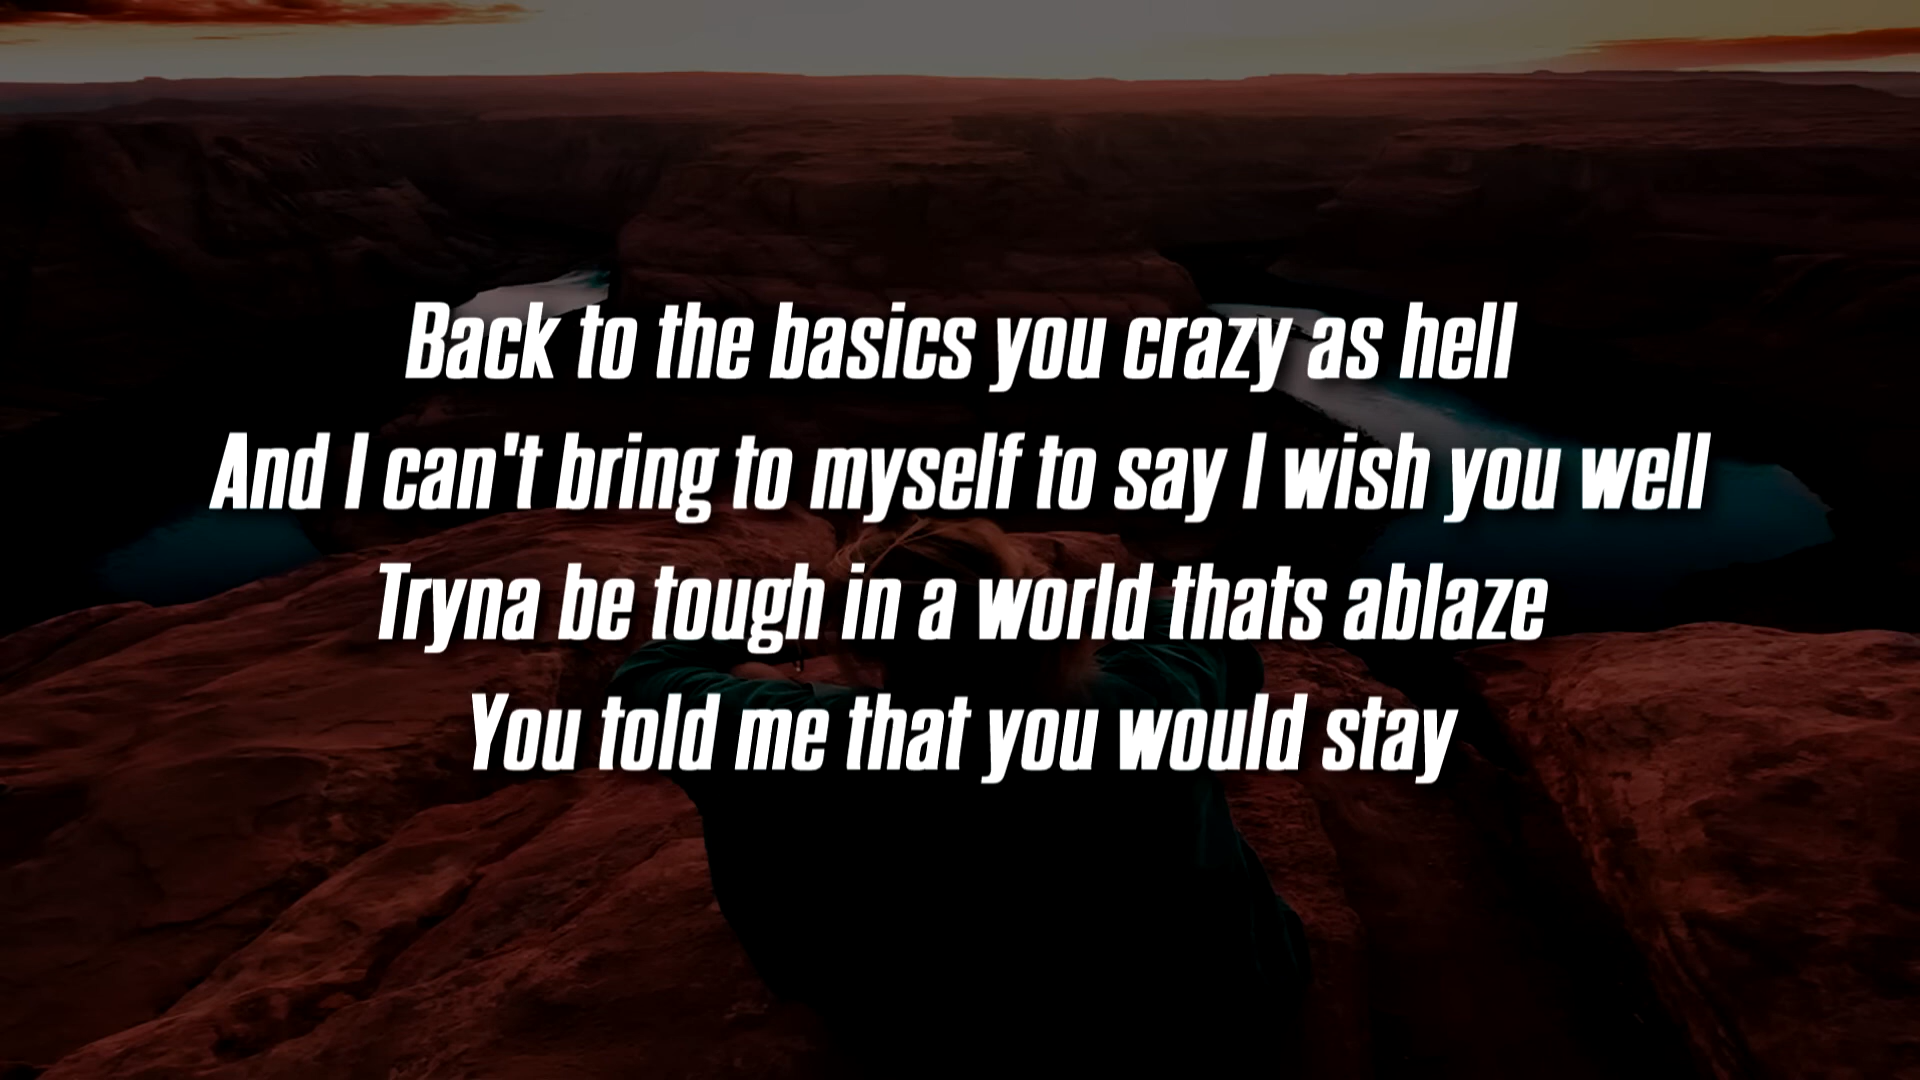 Back to the basics you crazy as hell
And I can't bring to myself to say I wish you well
Tryna be tough in a world thats ablaze
You told me that you would stay